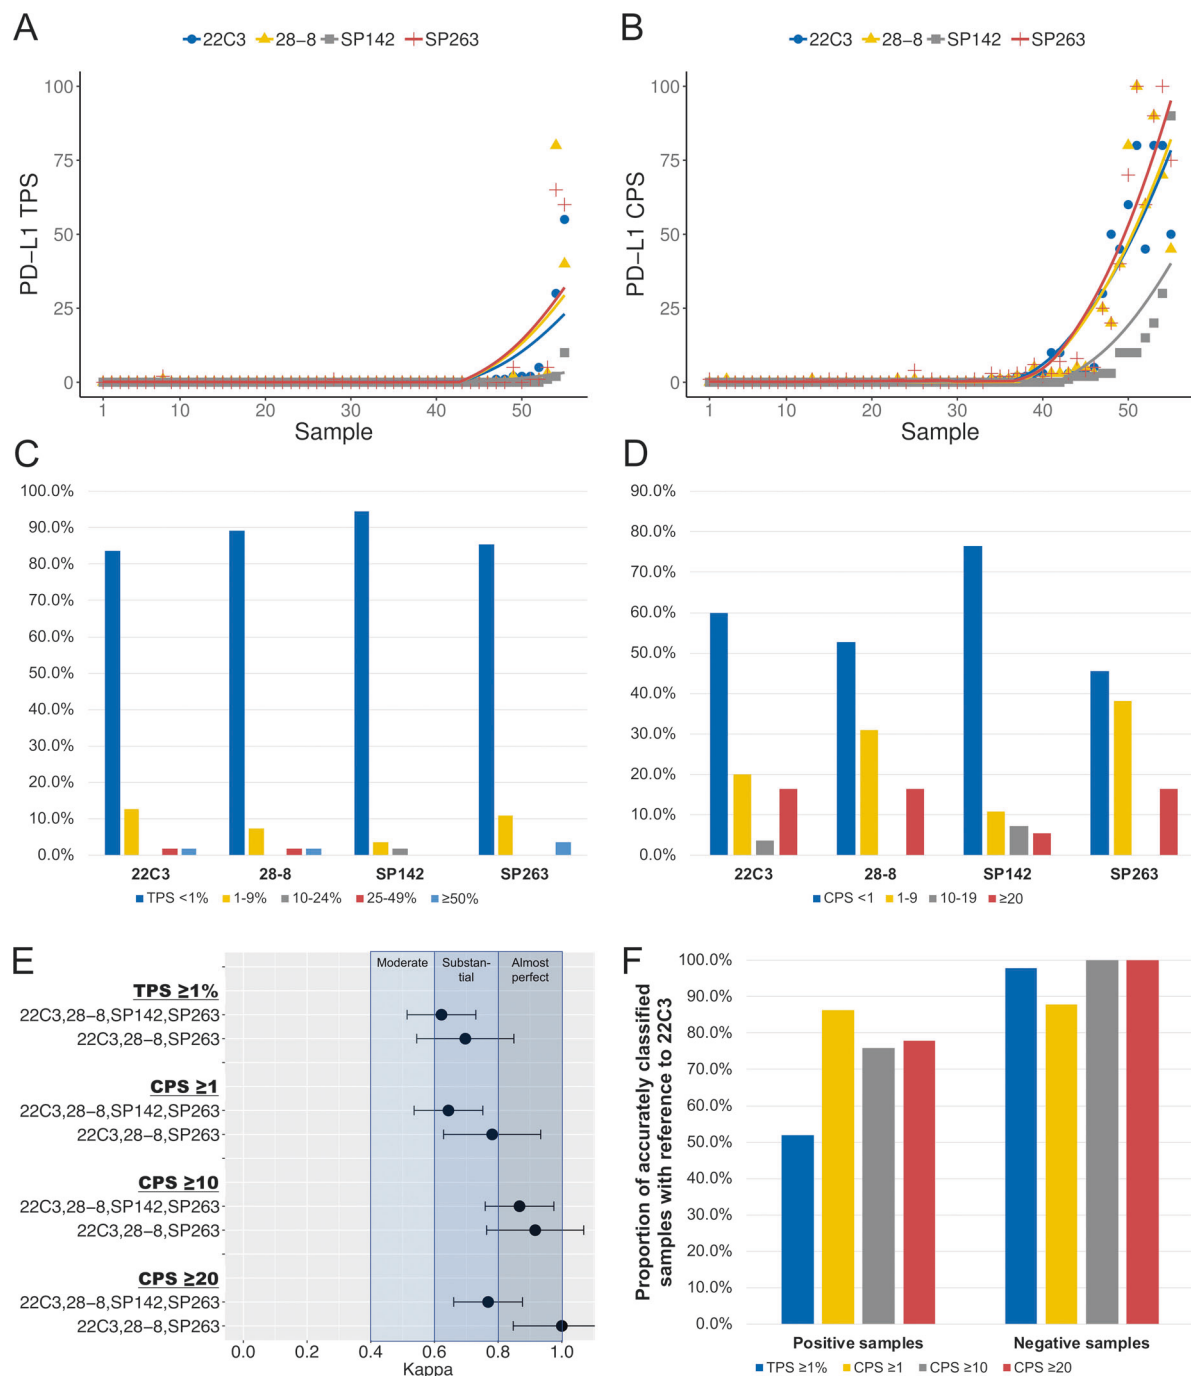 A
22C3 28–8 SP142 SP263
100
75
50
25
0
PD–L1 TPS
1 10 20 30 40 50
Sample
B
22C3 28–8 SP142 SP263
100
75
50
25
0
PD–L1 CPS
1 10 20 30 40 50
Sample
C
100.0%
90.0%
80.0%
70.0%
60.0%
50.0%
40.0%
30.0%
20.0%
10.0%
0.0%
22C3 28-8 SP142 SP263
TPS <1% 1-9% 10-24% 25-49% ≥50%
D
90.0%
80.0%
70.0%
60.0%
50.0%
40.0%
30.0%
20.0%
10.0%
0.0%
22C3 28-8 SP142 SP263
CPS <1 1-9 10-19 ≥20
E
Moderate Substan- Almost
tial perfect
TPS ≥1%
22C3,28–8,SP142,SP263
22C3,28–8,SP263
CPS ≥1
22C3,28–8,SP142,SP263
22C3,28–8,SP263
CPS ≥10
22C3,28–8,SP142,SP263
22C3,28–8,SP263
CPS ≥20
22C3,28–8,SP142,SP263
22C3,28–8,SP263
0.0 0.2 0.4 0.6 0.8 1.0
Kappa
F
Proportion of accurately classified
samples with reference to 22C3
100.0%
90.0%
80.0%
70.0%
60.0%
50.0%
40.0%
30.0%
20.0%
10.0%
0.0%
Positive samples Negative samples
TPS ≥1% CPS ≥1 CPS ≥10 CPS ≥20